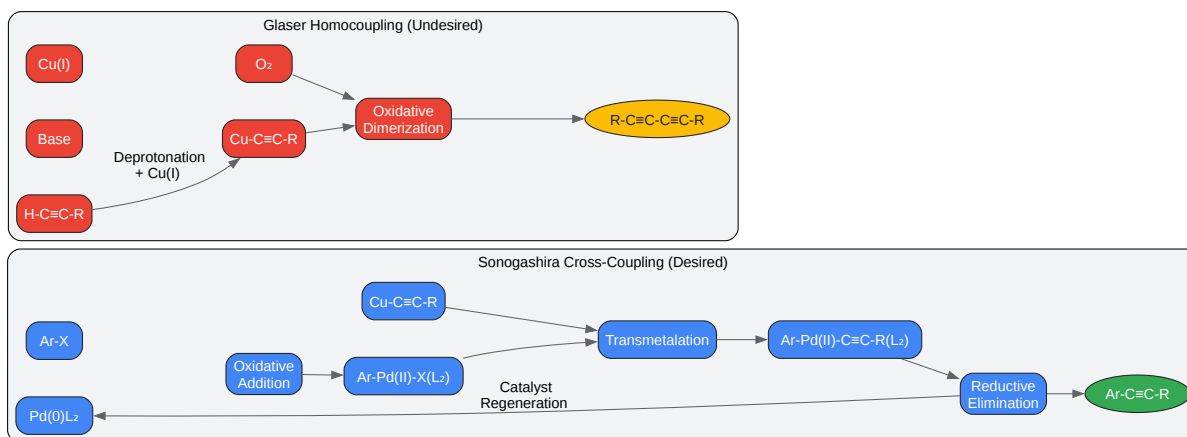 Glaser Homocoupling (Undesired)
Cu(I)
O₂
Oxidative
Dimerization
R-C≡C-C≡C-R
Base
Cu-C≡C-R
Deprotonation
+ Cu(I)
H-C≡C-R
Sonogashira Cross-Coupling (Desired)
Cu-C≡C-R
Ar-X
Transmetalation
Ar-Pd(II)-C≡C-R(L₂)
Oxidative
Addition
Ar-Pd(II)-X(L₂)
Catalyst
Regeneration
Reductive
Elimination
Ar-C≡C-R
Pd(0)L₂